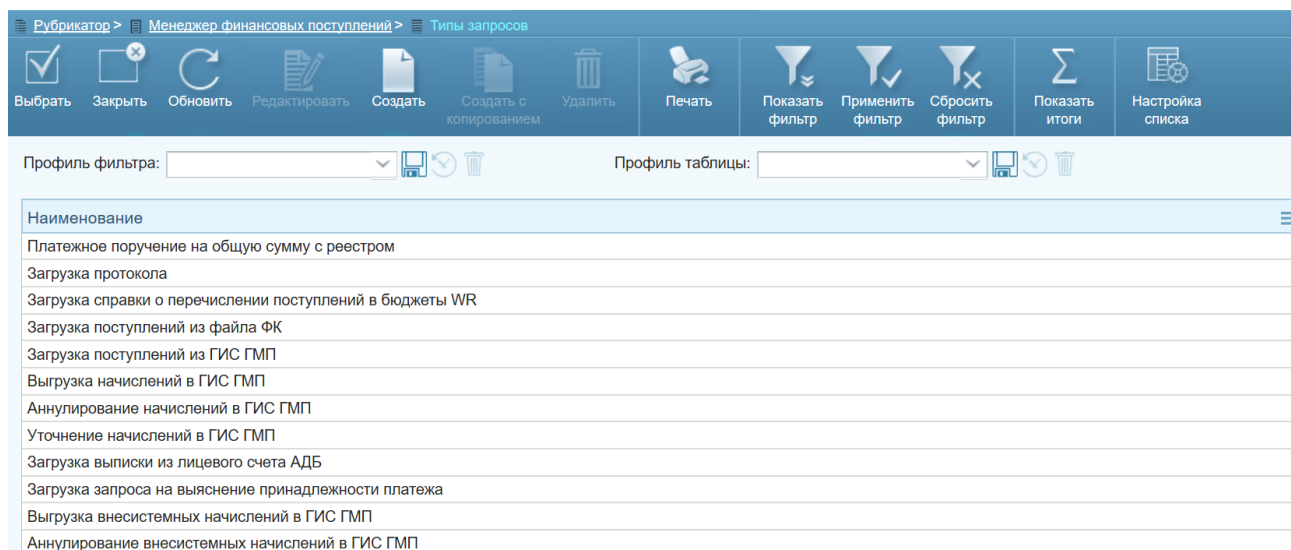 Рубрикатор > Менеджер финансовых поступлений > Типы запросов
Выбрать Закрыть Обновить Редактировать Создать Создать с копированием Удалить Печать Показать фильтр Применить фильтр Сбросить фильтр Показать итоги Настройка списка
Профиль фильтра: Профиль таблицы:
Наименование
Платежное поручение на общую сумму с реестром
Загрузка протокола
Загрузка справки о перечислении поступлений в бюджеты WR
Загрузка поступлений из файла ФК
Загрузка поступлений из ГИС ГМП
Выгрузка начислений в ГИС ГМП
Аннулирование начислений в ГИС ГМП
Уточнение начислений в ГИС ГМП
Загрузка выписки из лицевого счета АДБ
Загрузка запроса на выяснение принадлежности платежа
Выгрузка внесистемных начислений в ГИС ГМП
Аннулирование внесистемных начислений в ГИС ГМП